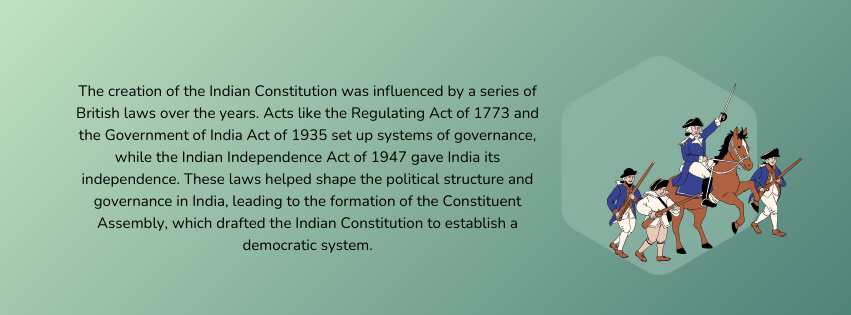 The creation of the Indian Constitution was influenced by a series of
British laws over the years. Acts like the Regulating Act of 1773 and
the Government of India Act of 1935 set up systems of governance,
while the Indian Independence Act of 1947 gave India its
independence. These laws helped shape the political structure and
governance in India, leading to the formation of the Constituent
Assembly, which drafted the Indian Constitution to establish a
democratic system.